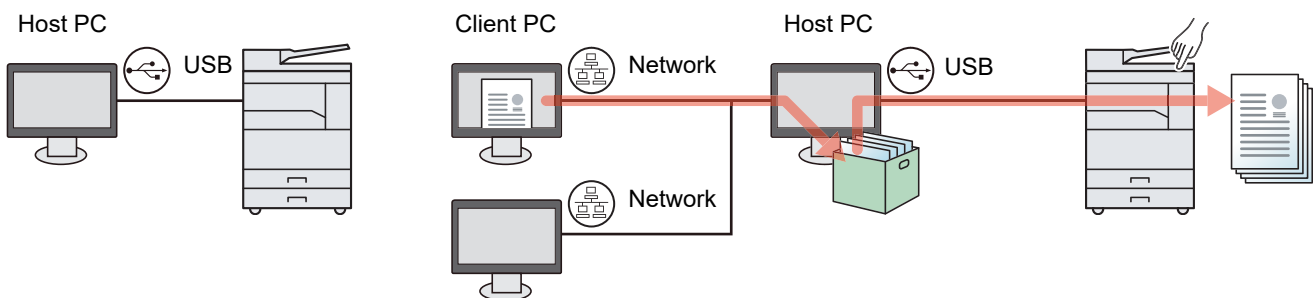 Host PC
USB
Client PC
Network
Host PC
USB
Network